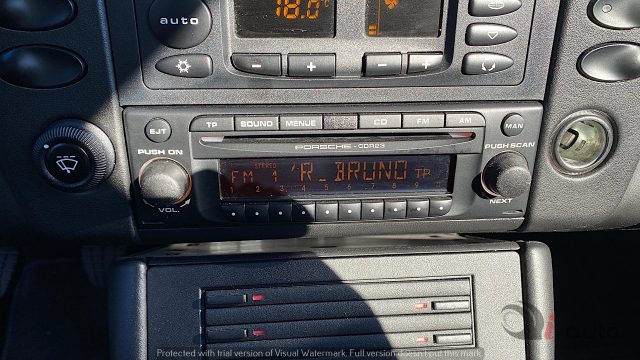 auto
18.0°
EJT
TP SOUND MENUE CD FM AM
MAN
PORSCHE CDR23
PUSH ON
PUSH SCAN
STEREO
FM 1 'R_BRUNO TP
1 2 3 4 5 6 7 8 9 10
VOL.
NEXT
auto
Protected with trial version of Visual Watermark. Full version doesn't put this mark.